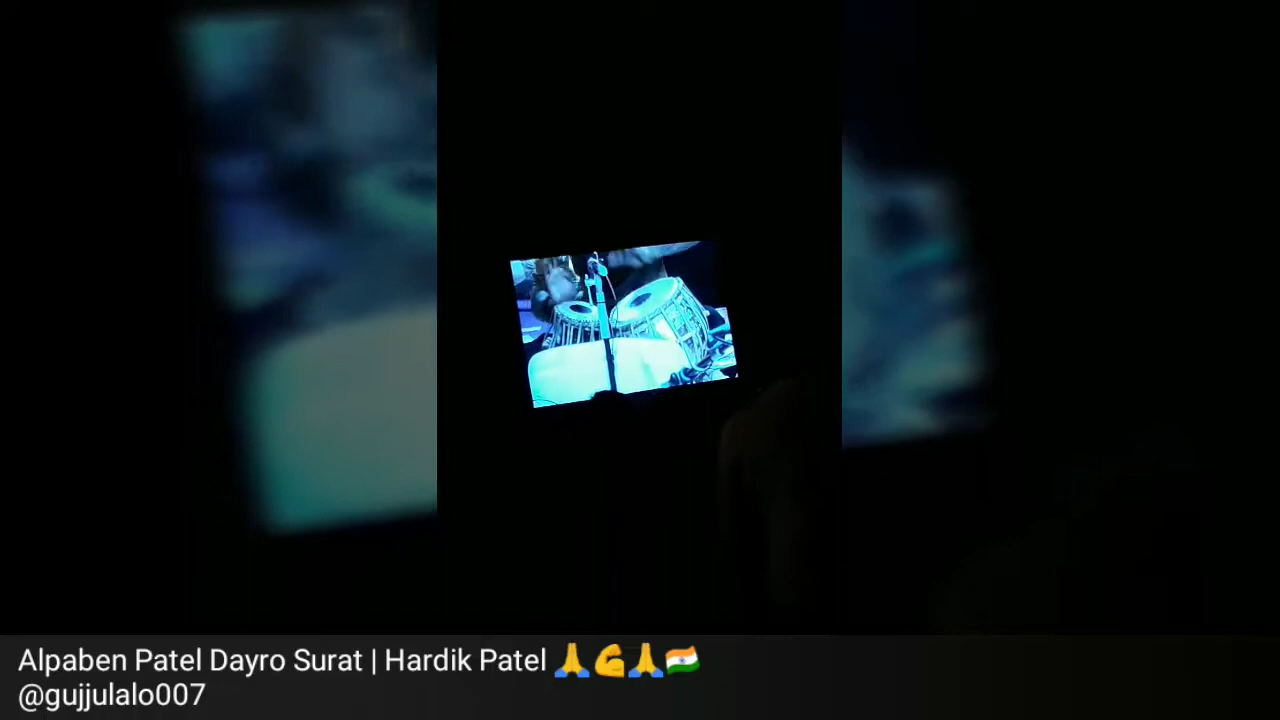 Alpaben Patel Dayro Surat | Hardik Patel 🙏💪🙏🇮🇳
@gujjulalo007